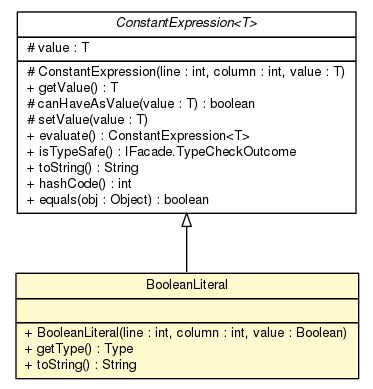 ConstantExpression<T>
# value : T
# ConstantExpression(line : int, column : int, value : T)
+ getValue() : T
# canHaveAsValue(value : T) : boolean
# setValue(value : T)
+ evaluate() : ConstantExpression<T>
+ isTypeSafe() : IFacade.TypeCheckOutcome
+ toString() : String
+ hashCode() : int
+ equals(obj : Object) : boolean
BooleanLiteral
+ BooleanLiteral(line : int, column : int, value : Boolean)
+ getType() : Type
+ toString() : String